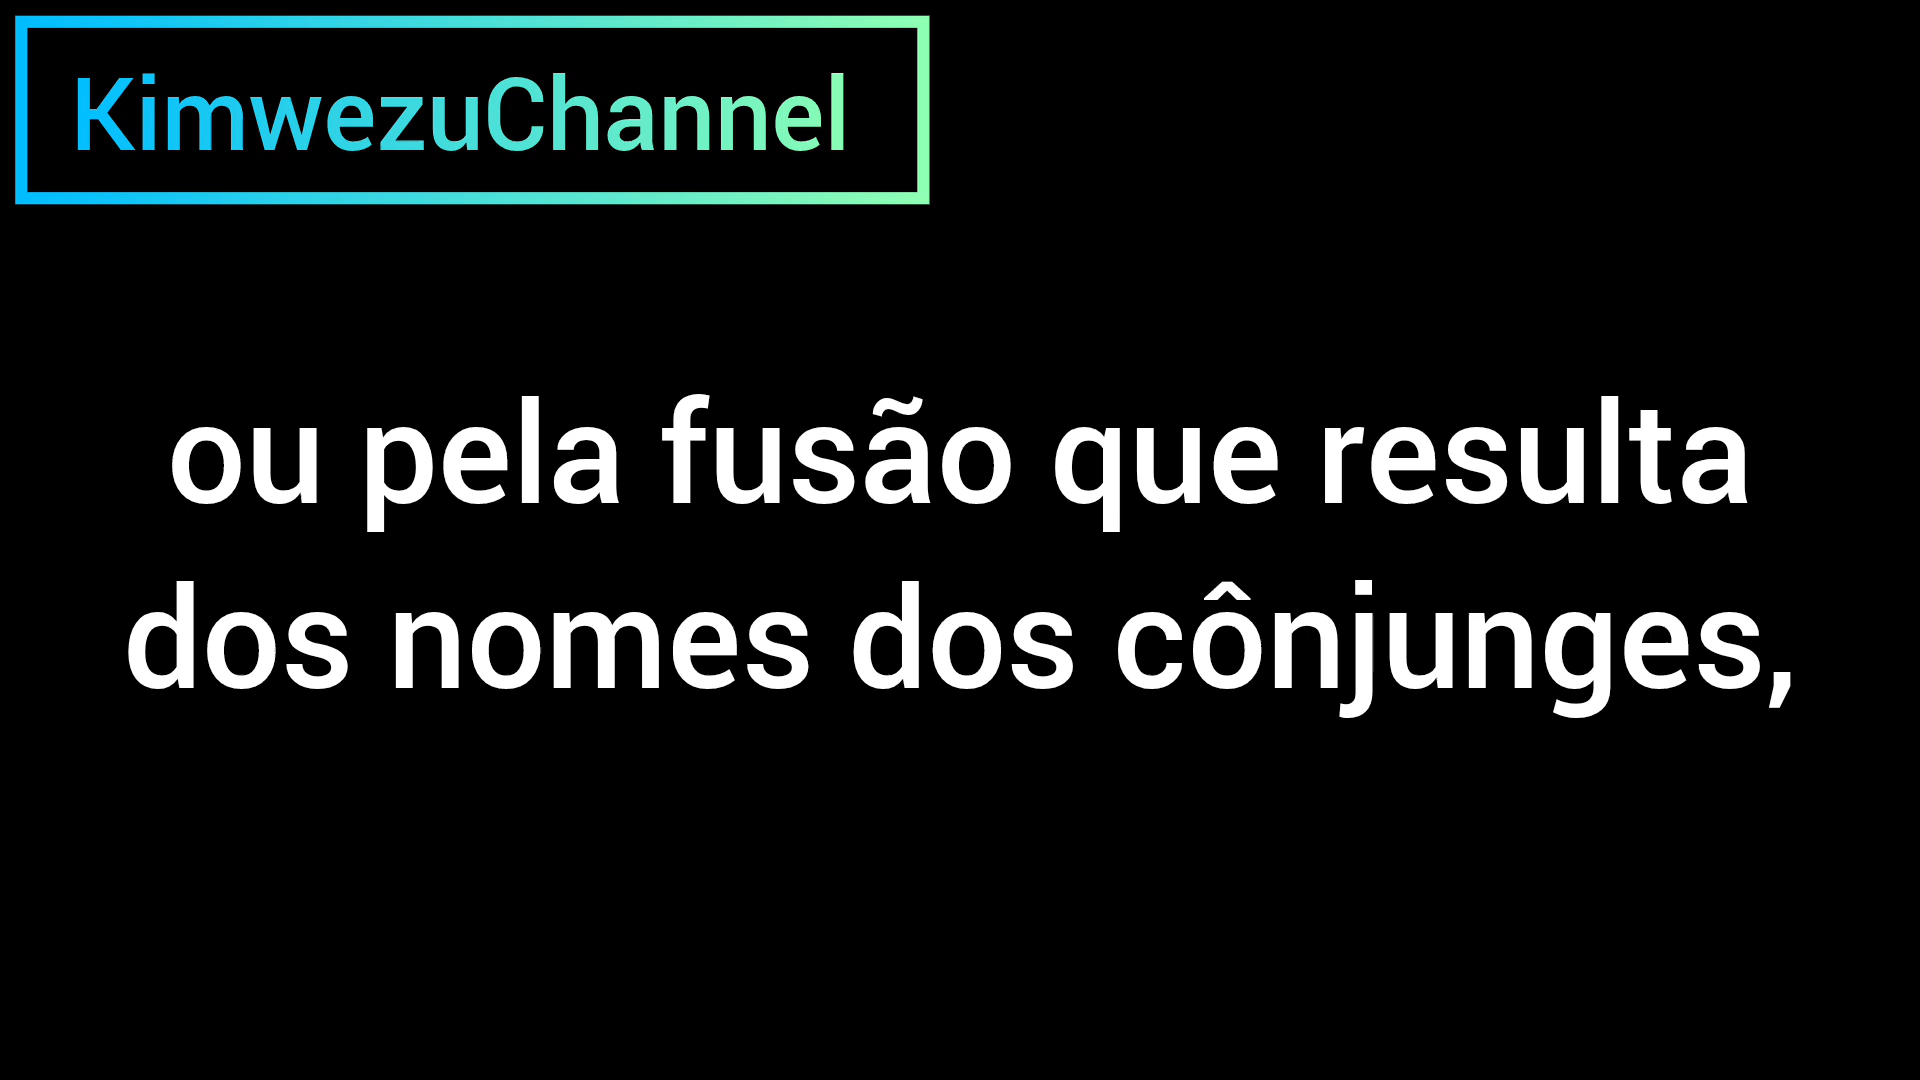 KimwezuChannel
ou pela fusão que resulta
dos nomes dos cônjunges,